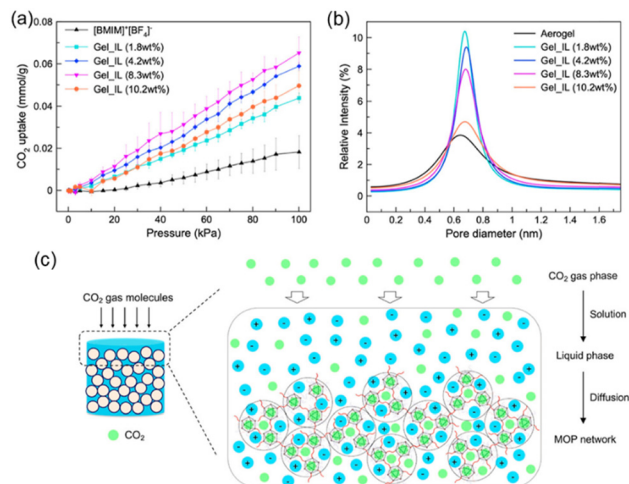 (a)
[BMIM]⁺[BF₄]⁻
Gel_IL (1.8wt%)
Gel_IL (4.2wt%)
Gel_IL (8.3wt%)
Gel_IL (10.2wt%)
CO₂ uptake (mmol/g)
0.08
0.06
0.04
0.02
0
0 20 40 60 80 100
Pressure (kPa)
(b)
Aerogel
Gel_IL (1.8wt%)
Gel_IL (4.2wt%)
Gel_IL (8.3wt%)
Gel_IL (10.2wt%)
Relative Intensity (%)
12
10
8
6
4
2
0
0 0.2 0.4 0.6 0.8 1.0 1.2 1.4 1.6
Pore diameter (nm)
(c)
CO₂ gas molecules
CO₂
CO₂ gas phase
Solution
Liquid phase
Diffusion
MOP network